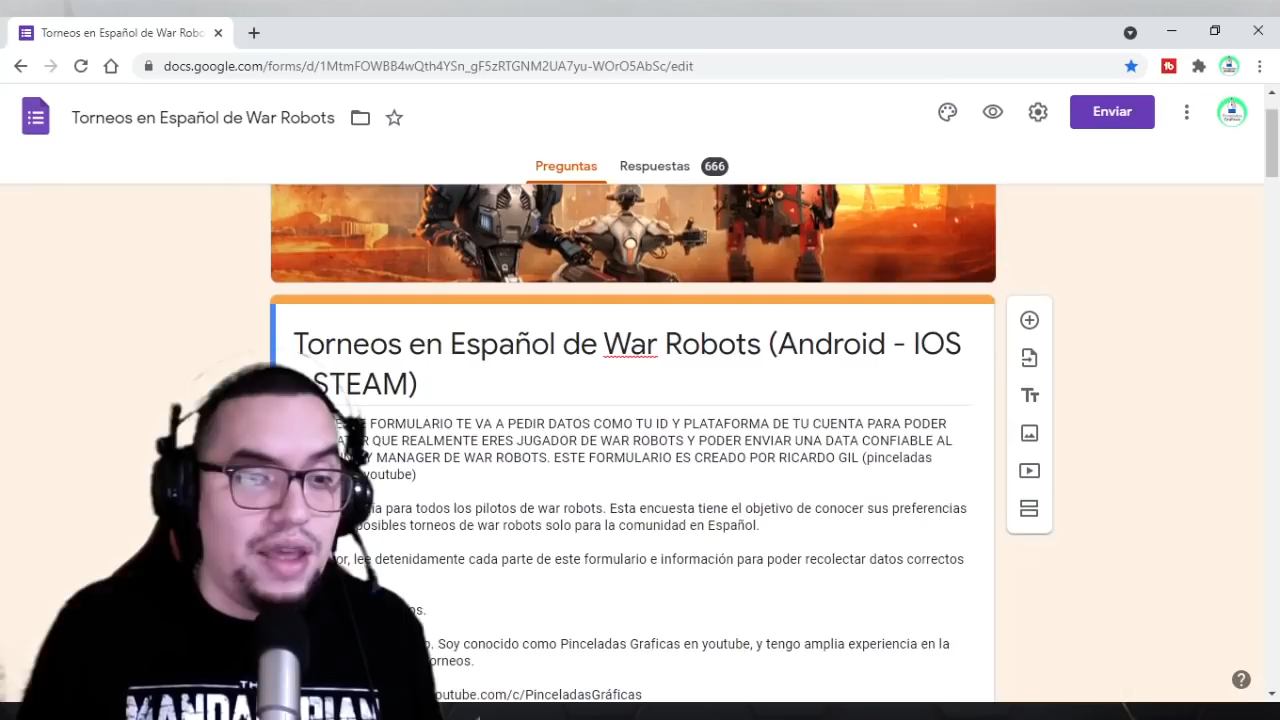 Torneos en Español de War Robo
docs.google.com/forms/d/1MtmFOWBB4wQth4YSn_gF5zRTGNM2UA7yu-WOrO5AbSc/edit
Torneos en Español de War Robots
Enviar
Preguntas Respuestas 666
Torneos en Español de War Robots (Android - IOS
STEAM)
FORMULARIO TE VA A PEDIR DATOS COMO TU ID Y PLATAFORMA DE TU CUENTA PARA PODER
QUE REALMENTE ERES JUGADOR DE WAR ROBOTS Y PODER ENVIAR UNA DATA CONFIABLE AL
Y MANAGER DE WAR ROBOTS. ESTE FORMULARIO ES CREADO POR RICARDO GIL (pinceladas
youtube)
para todos los pilotos de war robots. Esta encuesta tiene el objetivo de conocer sus preferencias
posibles torneos de war robots solo para la comunidad en Español.
lee detenidamente cada parte de este formulario e información para poder recolectar datos correctos
os.
o. Soy conocido como Pinceladas Graficas en youtube, y tengo amplia experiencia en la
torneos.
outube.com/c/PinceladasGráficas
Tt
THE
MANDALORIAN